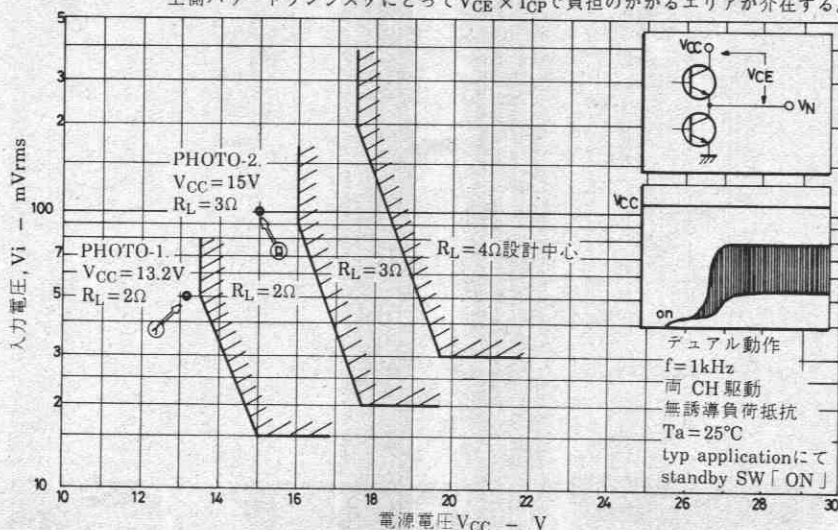 上側パワートランジスタにとってVCE×ICPで負担のかかるエリアが介在する。
5
3
2
100
7
5
3
2
10
入力電圧, Vi － mVrms
PHOTO-2.
VCC=15V
RL=3Ω
PHOTO-1.
VCC=13.2V
RL=2Ω
RL=2Ω
RL=3Ω
RL=4Ω設計中心
VCC
VCE
VN
VCC
on
デュアル動作
f=1kHz
両CH駆動
無誘導負荷抵抗
Ta=25℃
typ applicationにて
standby SW「ON」
10 12 14 16 18 20 22 24 26 28 30
電源電圧VCC － V